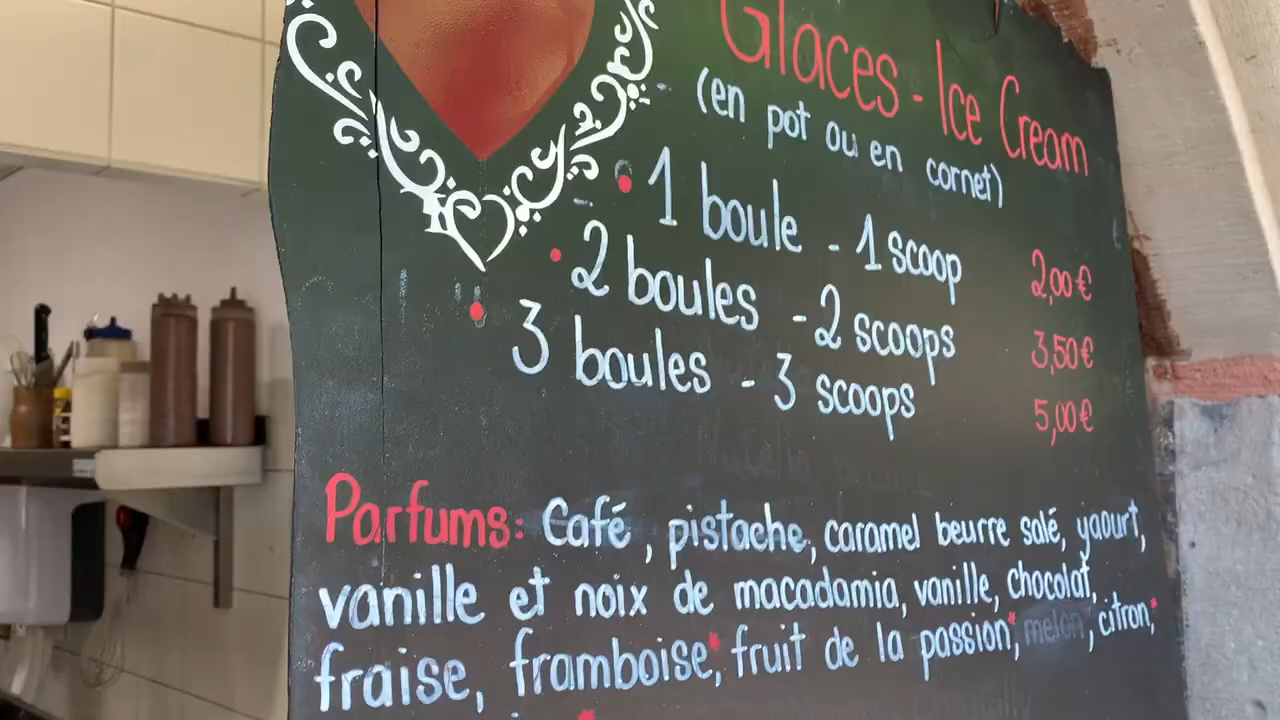 Glaces - Ice Cream
(en pot ou en cornet)
1 boule - 1 scoop 2,00 €
2 boules - 2 scoops 3,50 €
3 boules - 3 scoops 5,00 €
Parfums: Café, pistache, caramel beurre salé, yaourt,
vanille et noix de macadamia, vanille, chocolat,
fraise, framboise*, fruit de la passion*, melon, citron,*